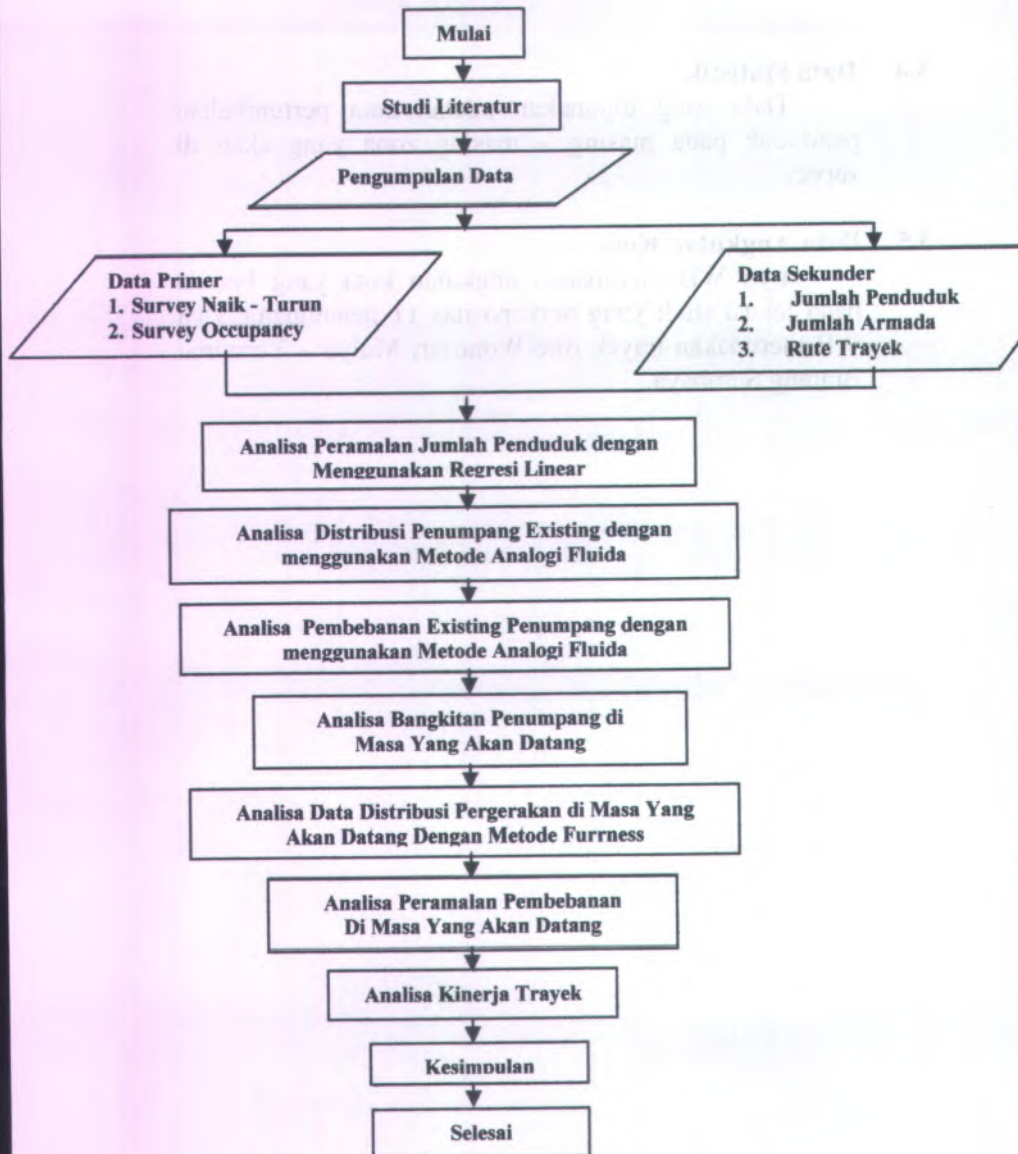 Mulai
Studi Literatur
Pengumpulan Data
Data Primer
1. Survey Naik - Turun
2. Survey Occupancy
Data Sekunder
1. Jumlah Penduduk
2. Jumlah Armada
3. Rute Trayek
Analisa Peramalan Jumlah Penduduk dengan
Menggunakan Regresi Linear
Analisa Distribusi Penumpang Existing dengan
menggunakan Metode Analogi Fluida
Analisa Pembebanan Existing Penumpang dengan
menggunakan Metode Analogi Fluida
Analisa Bangkitan Penumpang di
Masa Yang Akan Datang
Analisa Data Distribusi Pergerakan di Masa Yang
Akan Datang Dengan Metode Furrness
Analisa Peramalan Pembebanan
Di Masa Yang Akan Datang
Analisa Kinerja Trayek
Kesimpulan
Selesai